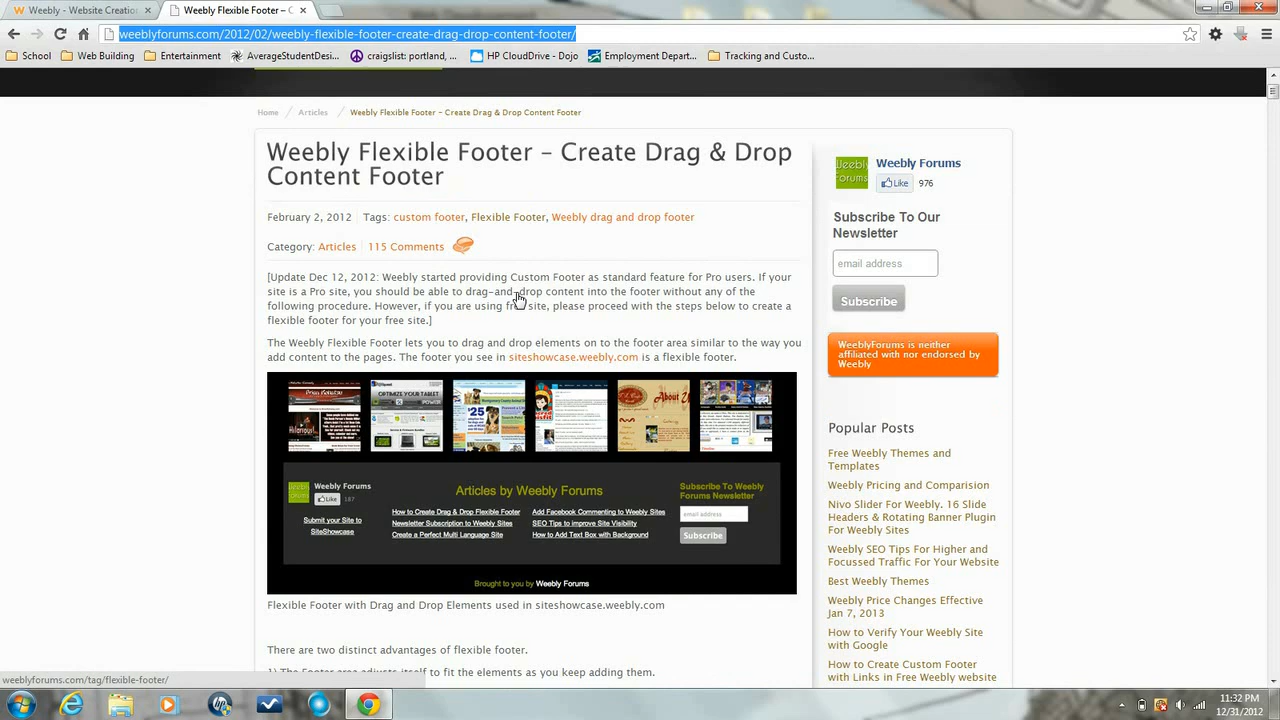 Weebly - Website Creation
Weebly Flexible Footer – C
weeblyforums.com/2012/02/weebly-flexible-footer-create-drag-drop-content-footer/
School
Web Building
Entertainment
AverageStudentDesi...
craigslist: portland, ...
HP CloudDrive - Dojo
Employment Depart...
Tracking and Custo...
Home / Articles / Weebly Flexible Footer – Create Drag & Drop Content Footer
Weebly Flexible Footer – Create Drag & Drop
Content Footer
February 2, 2012 Tags: custom footer, Flexible Footer, Weebly drag and drop footer
Category: Articles 115 Comments
[Update Dec 12, 2012: Weebly started providing Custom Footer as standard feature for Pro users. If your
site is a Pro site, you should be able to drag-and-drop content into the footer without any of the
following procedure. However, if you are using free site, please proceed with the steps below to create a
flexible footer for your free site.]
The Weebly Flexible Footer lets you to drag and drop elements on to the footer area similar to the way you
add content to the pages. The footer you see in siteshowcase.weebly.com is a flexible footer.
OPTIMIZE YOUR TABLET
POWER
25
Weebly Forums
Like 187
Submit your Site to
SiteShowcase
Articles by Weebly Forums
How to Create Drag & Drop Flexible Footer
Newsletter Subscription to Weebly Sites
Create a Perfect Multi Language Site
Add Facebook Commenting to Weebly Sites
SEO Tips to improve Site Visibility
How to Add Text Box with Background
Subscribe To Weebly
Forums Newsletter
email address
Subscribe
Brought to you by Weebly Forums
Flexible Footer with Drag and Drop Elements used in siteshowcase.weebly.com
There are two distinct advantages of flexible footer.
1) The Footer area adjusts itself to fit the elements as you keep adding them.
Weebly
Forums
Weebly Forums
Like 976
Subscribe To Our
Newsletter
email address
Subscribe
WeeblyForums is neither
affiliated with nor endorsed by
Weebly
Popular Posts
Free Weebly Themes and
Templates
Weebly Pricing and Comparision
Nivo Slider For Weebly. 16 Slide
Headers & Rotating Banner Plugin
For Weebly Sites
Weebly SEO Tips For Higher and
Focussed Traffic For Your Website
Best Weebly Themes
Weebly Price Changes Effective
Jan 7, 2013
How to Verify Your Weebly Site
with Google
How to Create Custom Footer
with Links in Free Weebly website
weeblyforums.com/tag/flexible-footer/
11:32 PM
12/31/2012